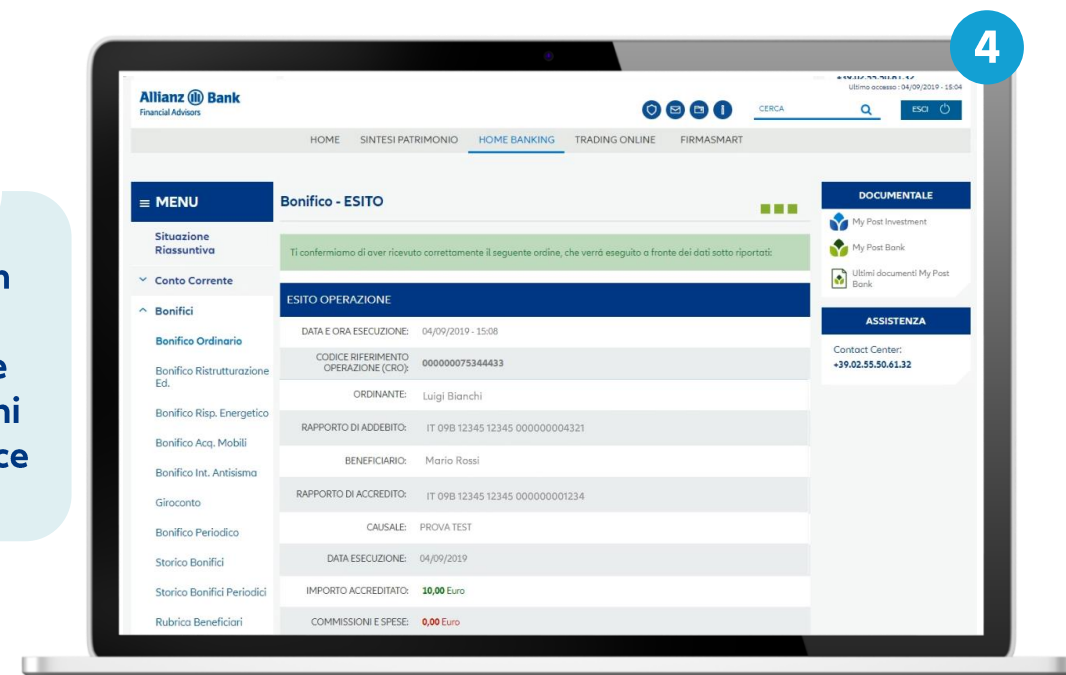 4
Allianz Bank
Financial Advisors
+39.02.55.50.61.32
Ultimo accesso : 04/09/2019 - 15:04
CERCA
ESCI
HOME SINTESI PATRIMONIO HOME BANKING TRADING ONLINE FIRMASMART
≡ MENU
Situazione
Riassuntiva
Conto Corrente
Bonifici
Bonifico Ordinario
Bonifico Ristrutturazione
Ed.
Bonifico Risp. Energetico
Bonifico Acq. Mobili
Bonifico Int. Antisisma
Giroconto
Bonifico Periodico
Storico Bonifici
Storico Bonifici Periodici
Rubrica Beneficiari
Bonifico - ESITO
Ti confermiamo di aver ricevuto correttamente il seguente ordine, che verrà eseguito a fronte dei dati sotto riportati:
ESITO OPERAZIONE
DATA E ORA ESECUZIONE: 04/09/2019 - 15:08
CODICE RIFERIMENTO
OPERAZIONE (CRO): 000000075344433
ORDINANTE: Luigi Bianchi
RAPPORTO DI ADDEBITO: IT 09B 12345 12345 000000004321
BENEFICIARIO: Mario Rossi
RAPPORTO DI ACCREDITO: IT 09B 12345 12345 000000001234
CAUSALE: PROVA TEST
DATA ESECUZIONE: 04/09/2019
IMPORTO ACCREDITATO: 10,00 Euro
COMMISSIONI E SPESE: 0,00 Euro
DOCUMENTALE
My Post Investment
My Post Bank
Ultimi documenti My Post
Bank
ASSISTENZA
Contact Center:
+39.02.55.50.61.32